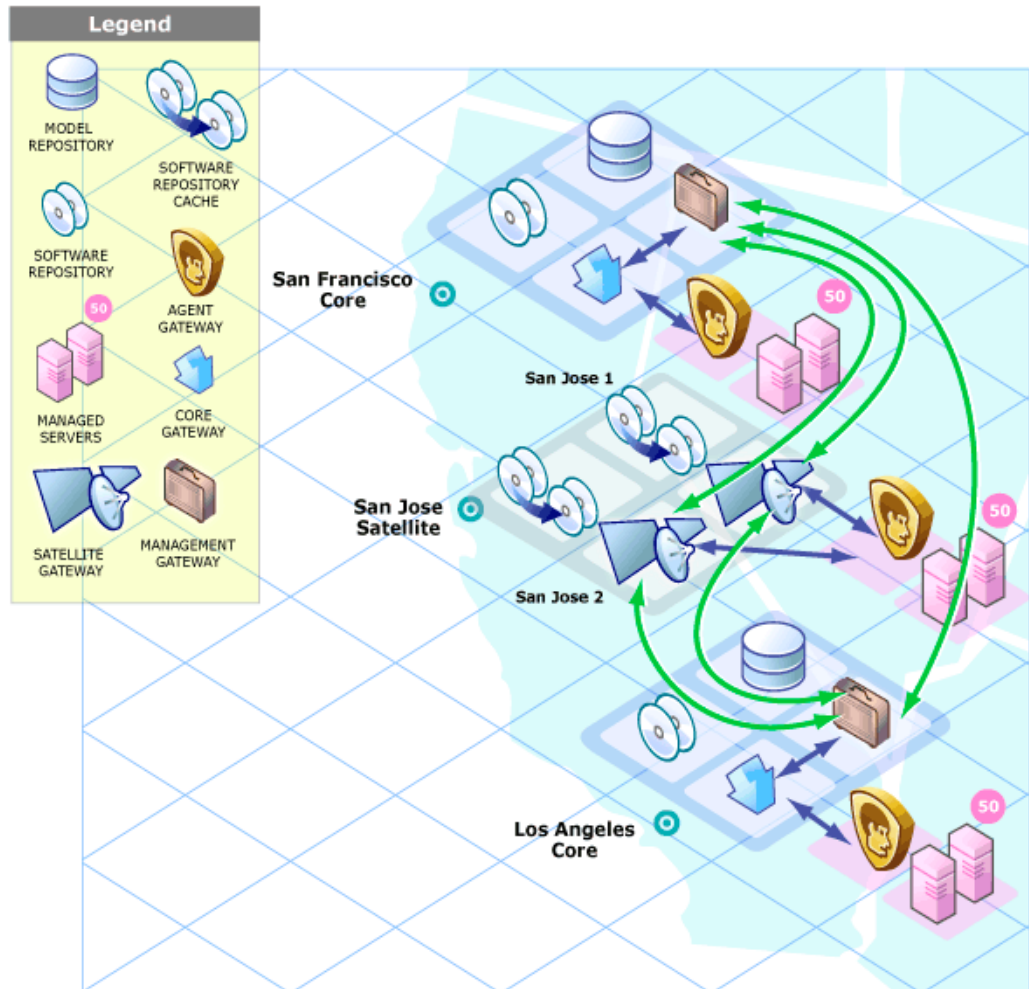 Legend
MODEL
REPOSITORY
SOFTWARE
REPOSITORY
CACHE
SOFTWARE
REPOSITORY
AGENT
GATEWAY
50
MANAGED
SERVERS
CORE
GATEWAY
SATELLITE
GATEWAY
MANAGEMENT
GATEWAY
San Francisco
Core
50
San Jose 1
San Jose
Satellite
50
San Jose 2
50
Los Angeles
Core